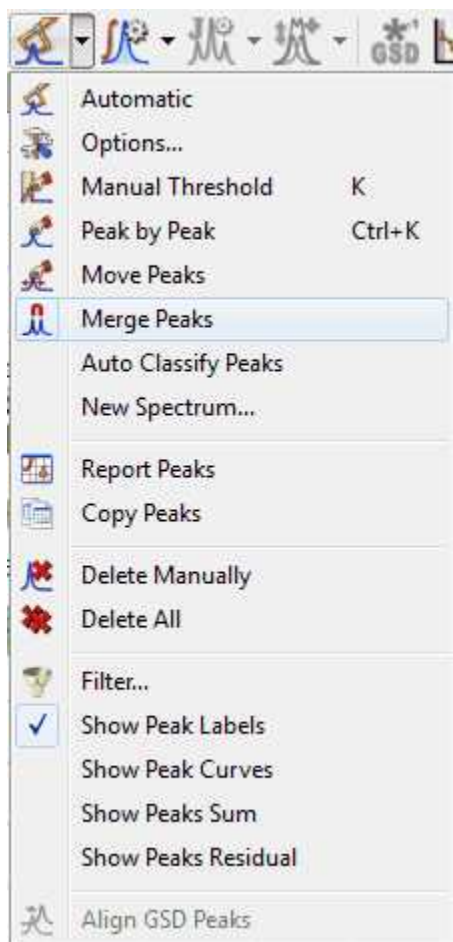 GSD
Automatic
Options...
Manual Threshold K
Peak by Peak Ctrl+K
Move Peaks
Merge Peaks
Auto Classify Peaks
New Spectrum...
Report Peaks
Copy Peaks
Delete Manually
Delete All
Filter...
Show Peak Labels
Show Peak Curves
Show Peaks Sum
Show Peaks Residual
Align GSD Peaks